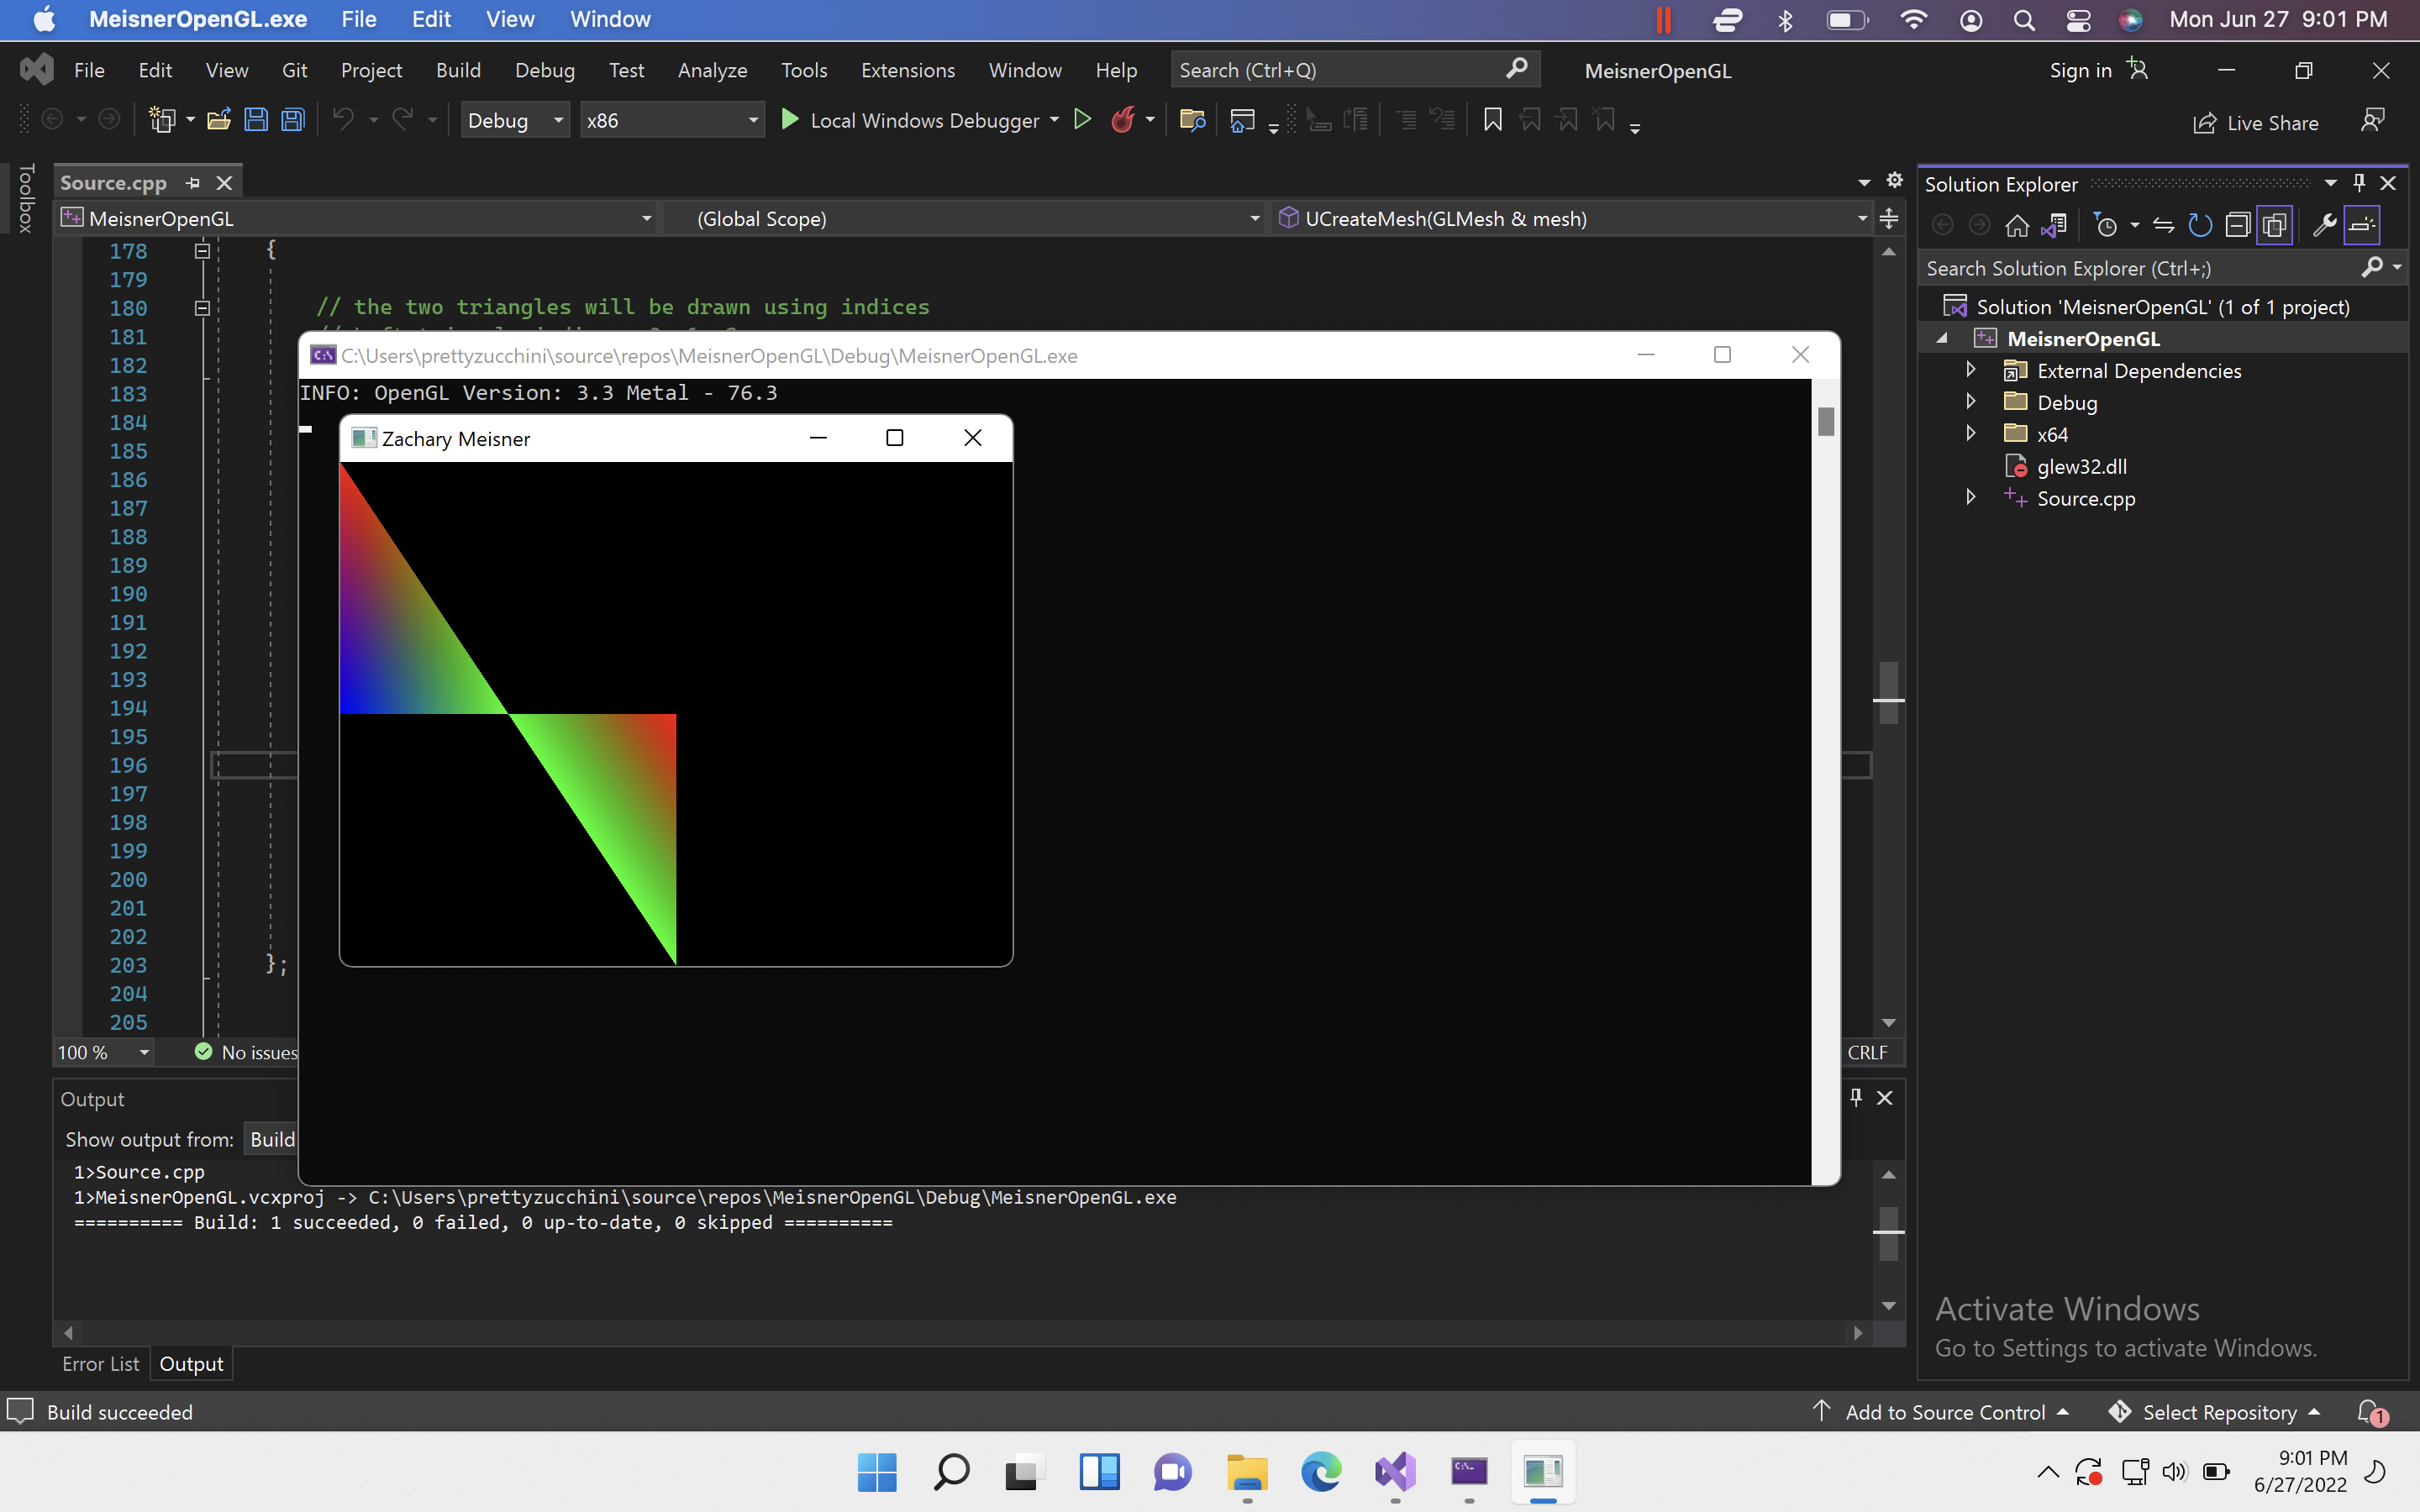 MeisnerOpenGL.exe File Edit View Window Mon Jun 27 9:01 PM
File Edit View Git Project Build Debug Test Analyze Tools Extensions Window Help Search (Ctrl+Q) MeisnerOpenGL Sign in
Debug x86 Local Windows Debugger Live Share
Toolbox
Source.cpp
MeisnerOpenGL (Global Scope) UCreateMesh(GLMesh & mesh)
178 {
179
180 // the two triangles will be drawn using indices
181
182
183
184
185
186
187
188
189
190
191
192
193
194
195
196
197
198
199
200
201
202
203 };
204
205
100 % No issues CRLF
C:\Users\prettyzucchini\source\repos\MeisnerOpenGL\Debug\MeisnerOpenGL.exe
INFO: OpenGL Version: 3.3 Metal - 76.3
Zachary Meisner
Output
Show output from: Build
1>Source.cpp
1>MeisnerOpenGL.vcxproj -> C:\Users\prettyzucchini\source\repos\MeisnerOpenGL\Debug\MeisnerOpenGL.exe
========== Build: 1 succeeded, 0 failed, 0 up-to-date, 0 skipped ==========
Error List Output
Solution Explorer
Search Solution Explorer (Ctrl+;)
Solution 'MeisnerOpenGL' (1 of 1 project)
MeisnerOpenGL
External Dependencies
Debug
x64
glew32.dll
Source.cpp
Activate Windows
Go to Settings to activate Windows.
Build succeeded Add to Source Control Select Repository 1
9:01 PM
6/27/2022